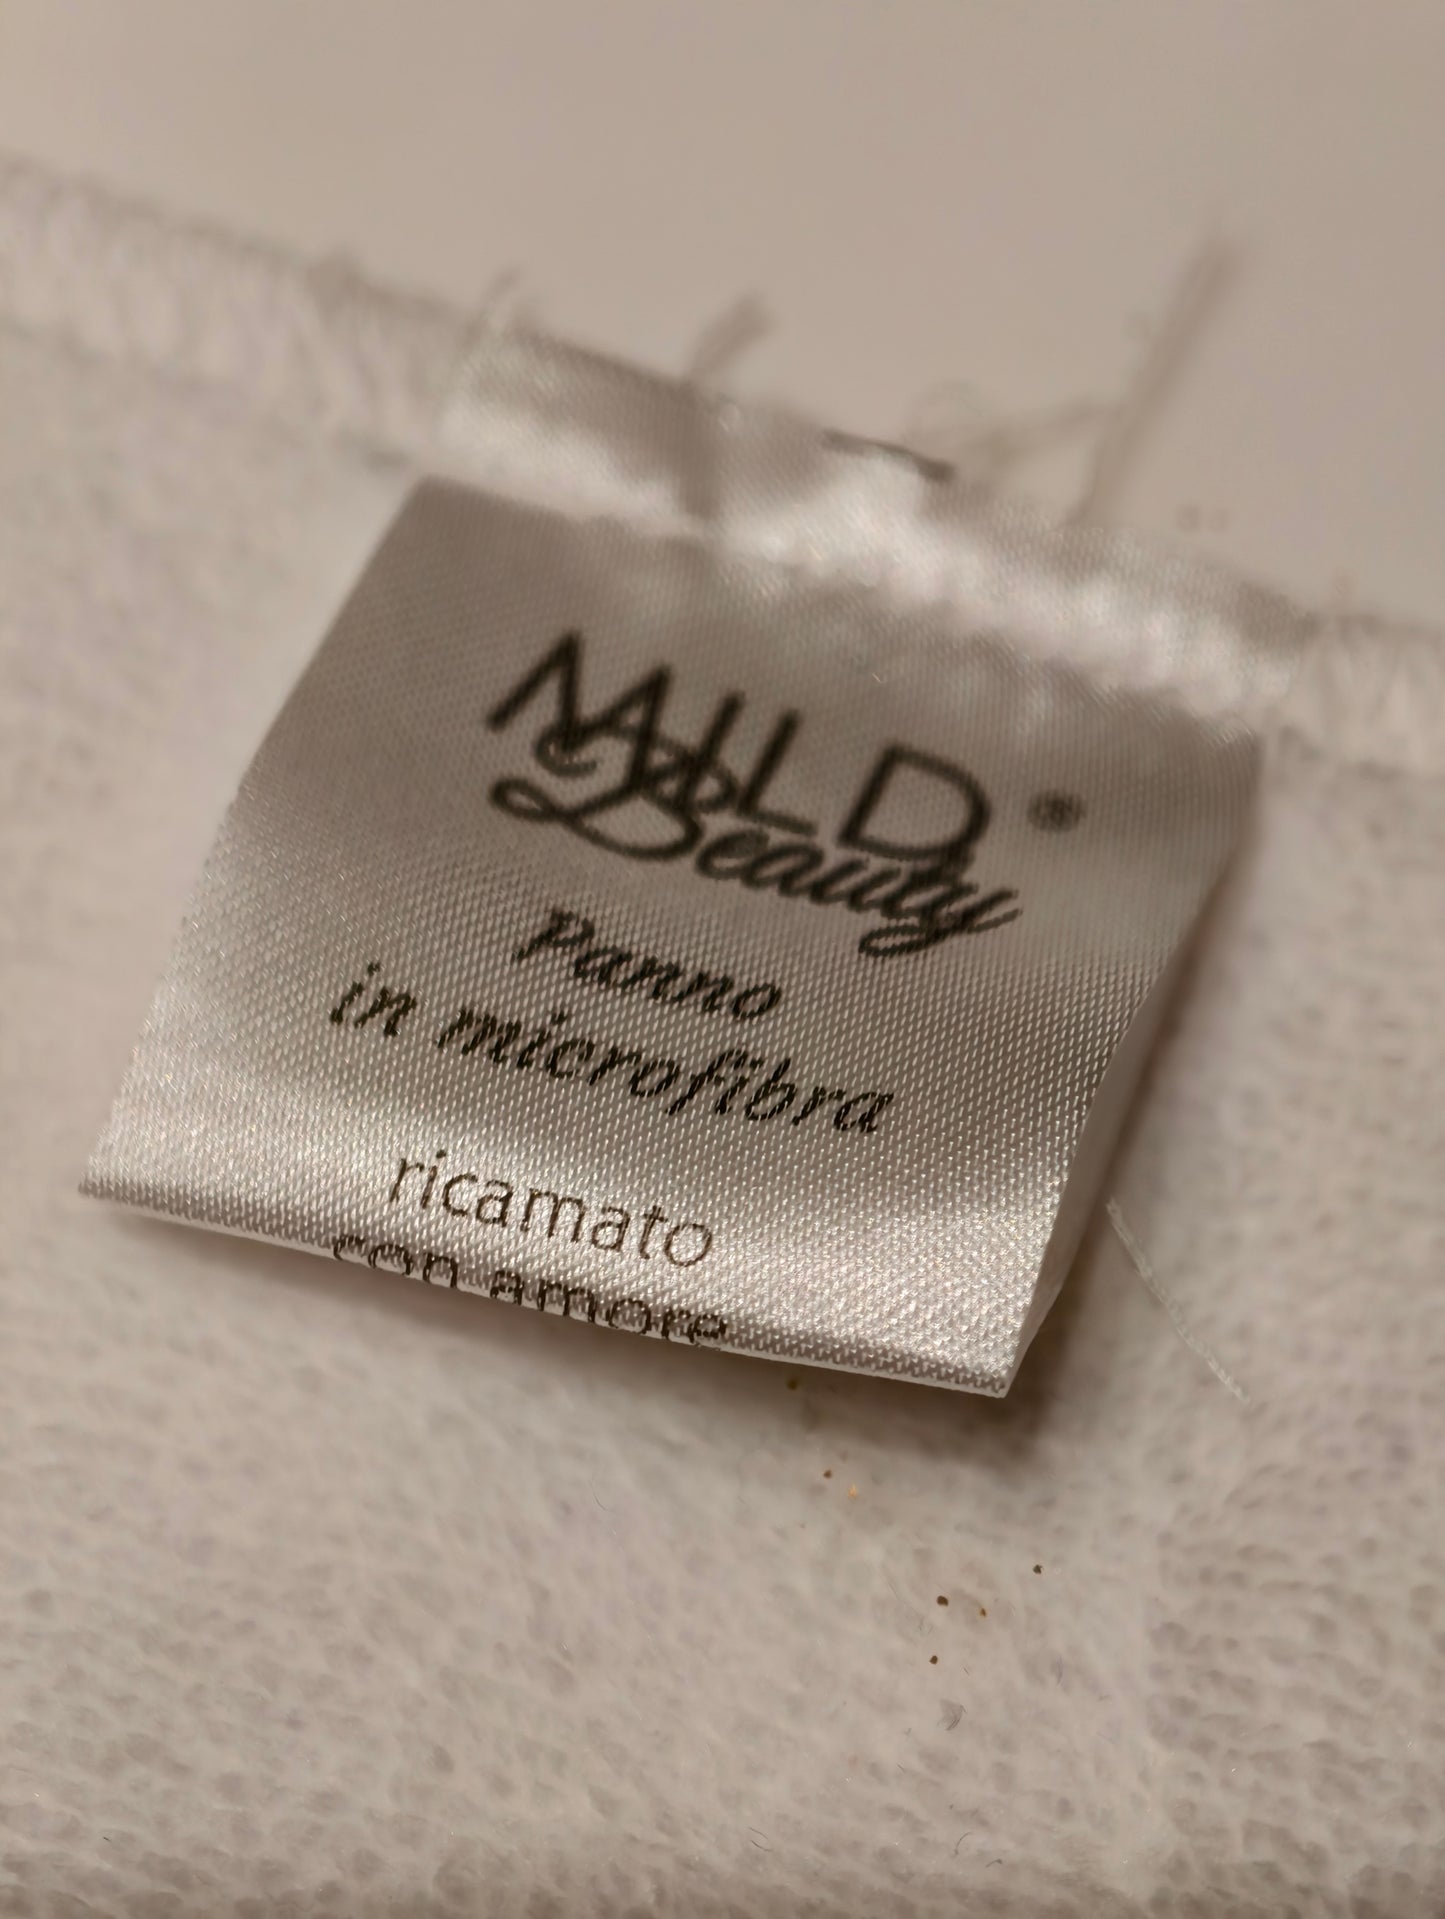 MILD®
Beauty
Panno
in microfibra
ricamato
con amore